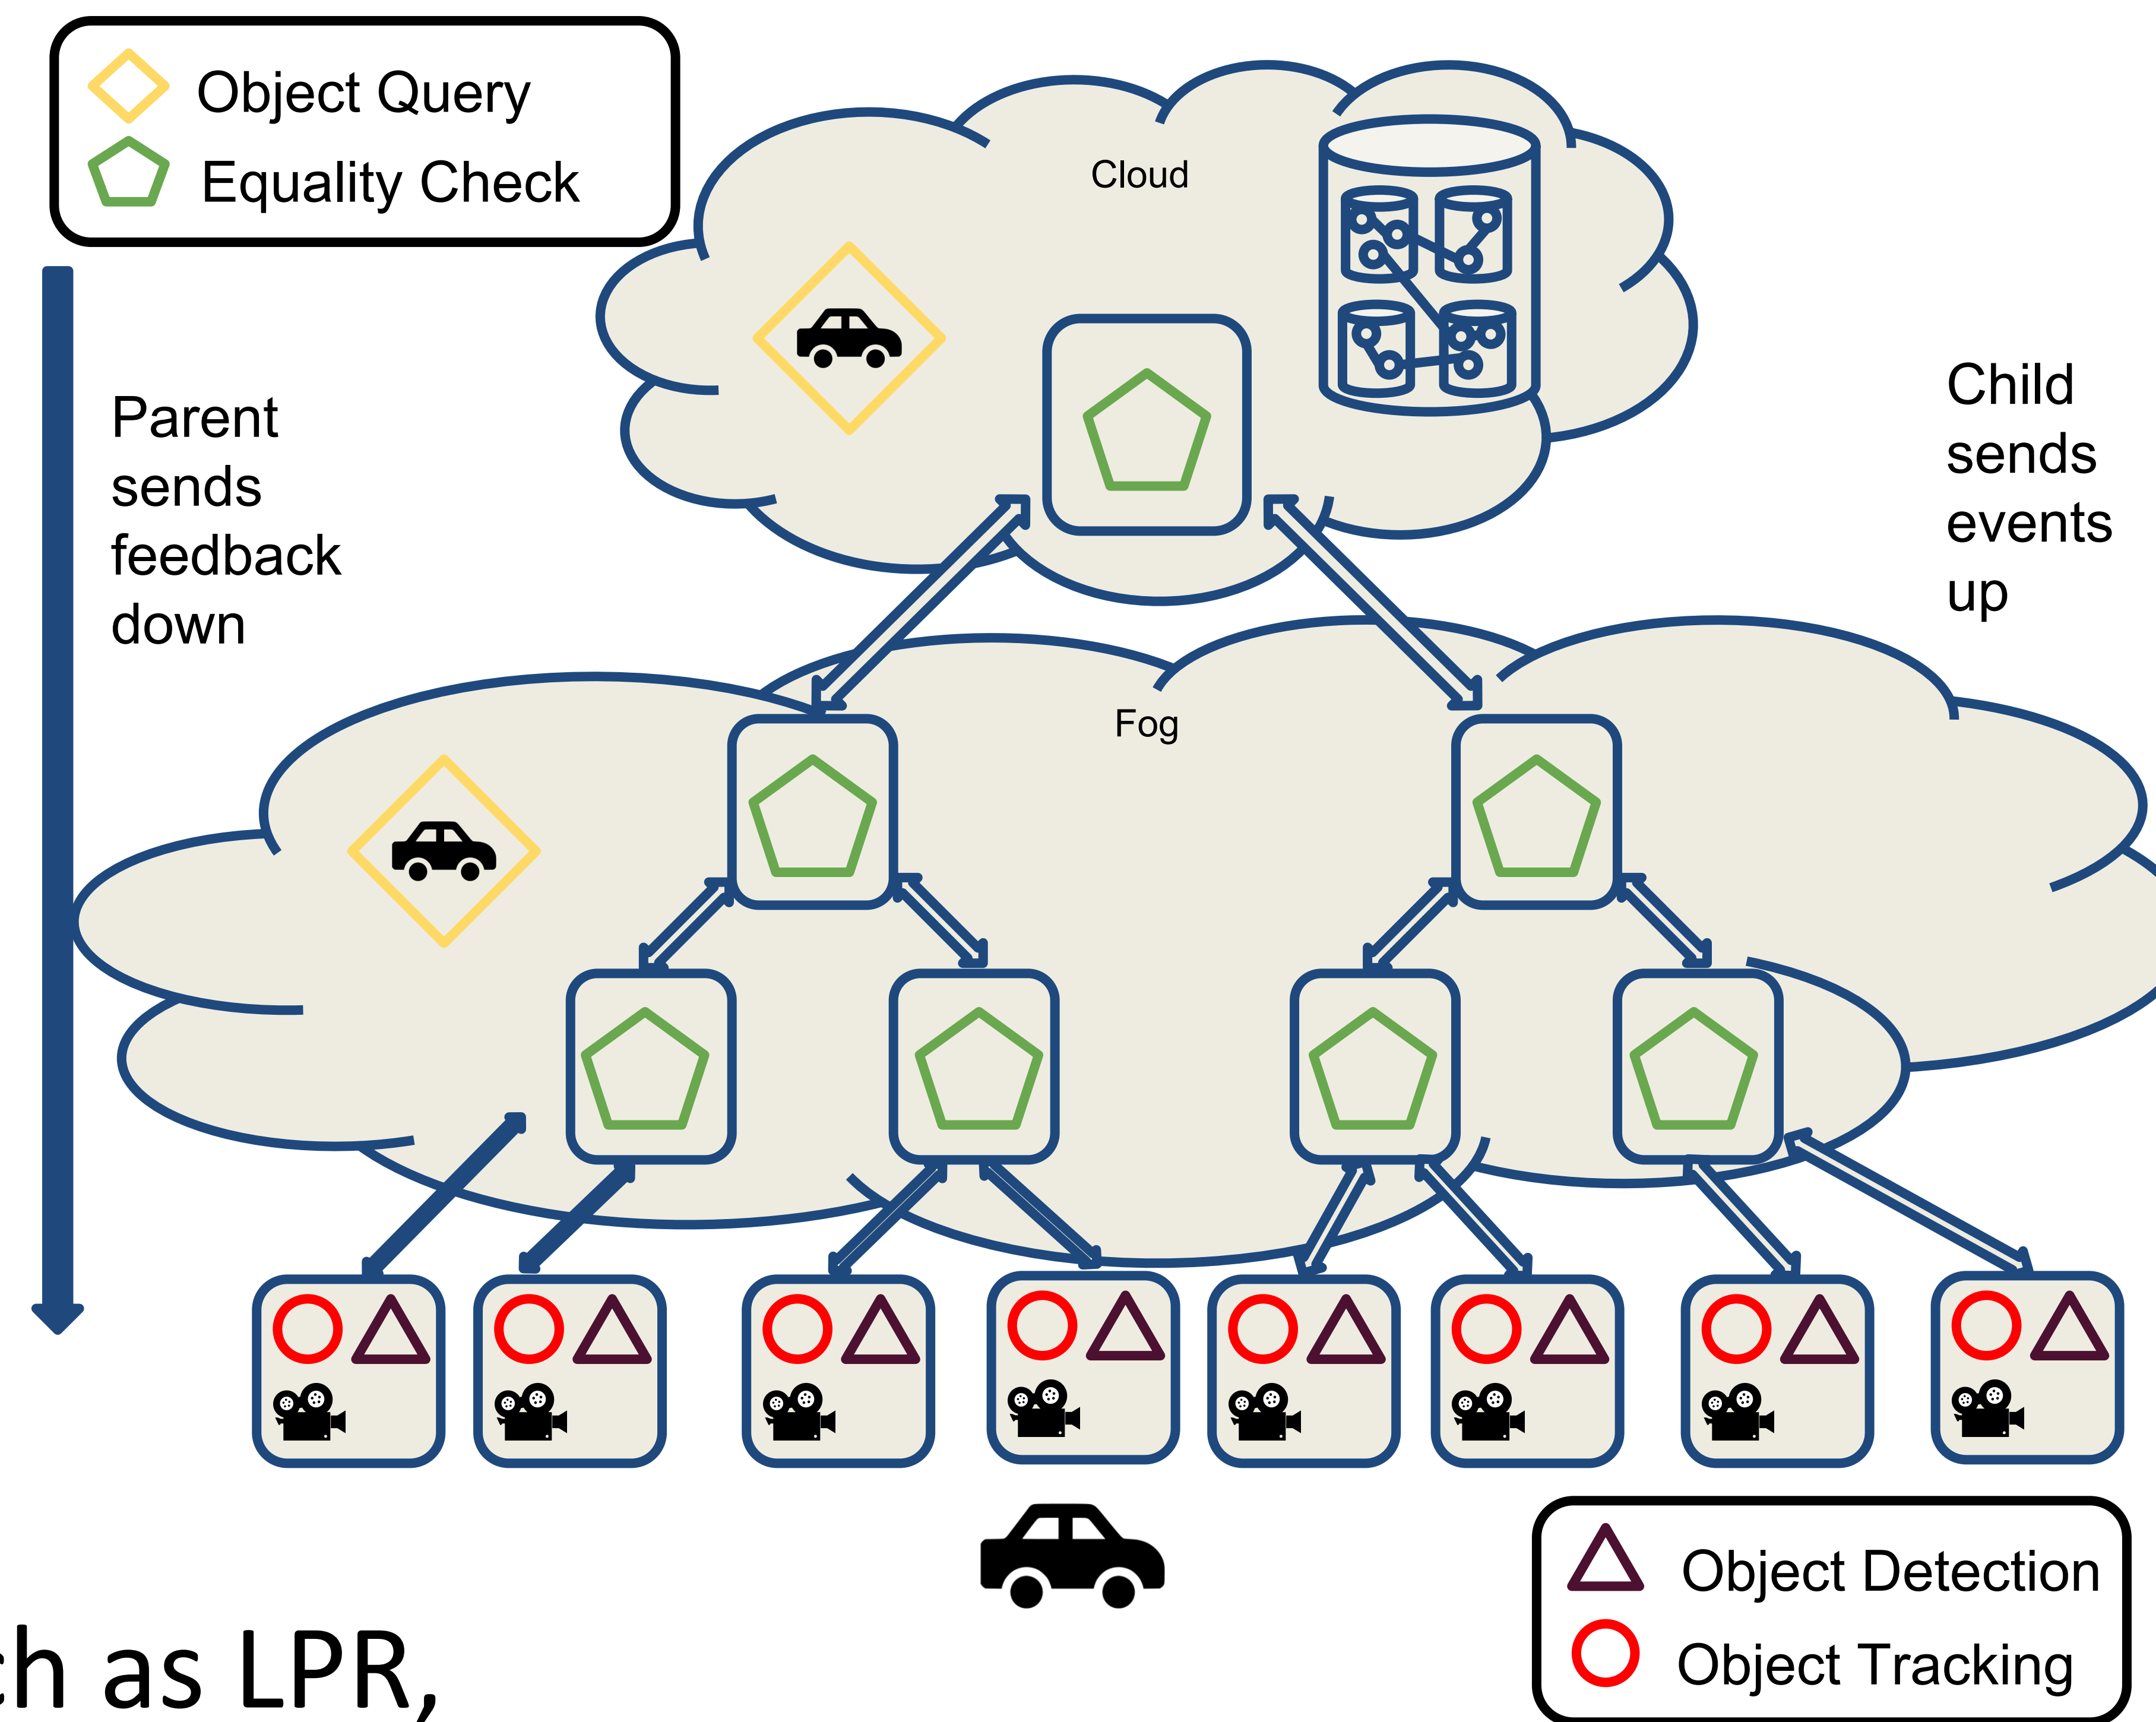 Object Query
Equality Check
Cloud
Parent
sends
feedback
down
Child
sends
events
up
Fog
Object Detection
Object Tracking
as LPR,